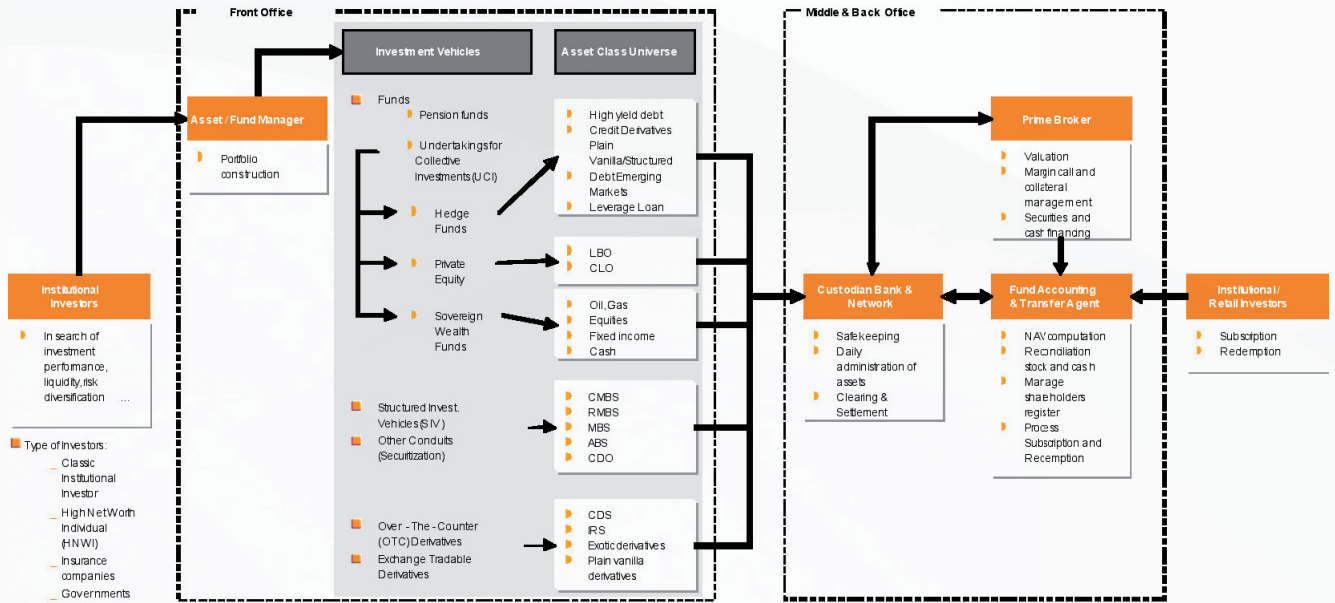 Front Office
Middle & Back Office
Investment Vehicles
Asset Class Universe
Asset / Fund Manager
Portfolio
construction
Institutional
Investors
In search of
investment
performance,
liquidity, risk
diversification ...
Type of Investors:
_ Classic
Institutional
Investor
_ High Net Worth
Individual
(HNWI)
_ Insurance
companies
_ Governments
Funds
Pension funds
Undertakings for
Collective
Investments (UCI)
Hedge
Funds
Private
Equity
Sovereign
Wealth
Funds
Structured Invest.
Vehicles (SIV)
Other Conduits
(Securitization)
Over - The - Counter
(OTC) Derivatives
Exchange Tradable
Derivatives
High yield debt
Credit Derivatives
Plain
Vanilla/Structured
Debt Emerging
Markets
Leverage Loan
LBO
CLO
Oil, Gas
Equities
Fixed income
Cash
CMBS
RMBS
MBS
ABS
CDO
CDS
IRS
Exotic derivatives
Plain vanilla
derivatives
Prime Broker
Valuation
Margin call and
collateral
management
Securities and
cash financing
Custodian Bank &
Network
Safekeeping
Daily
administration of
assets
Clearing &
Settlement
Fund Accounting
& Transfer Agent
NAV computation
Reconciliation
stock and cash
Manage
shareholders
register
Process
Subscription and
Recemption
Institutional /
Retail Investors
Subscription
Redemption